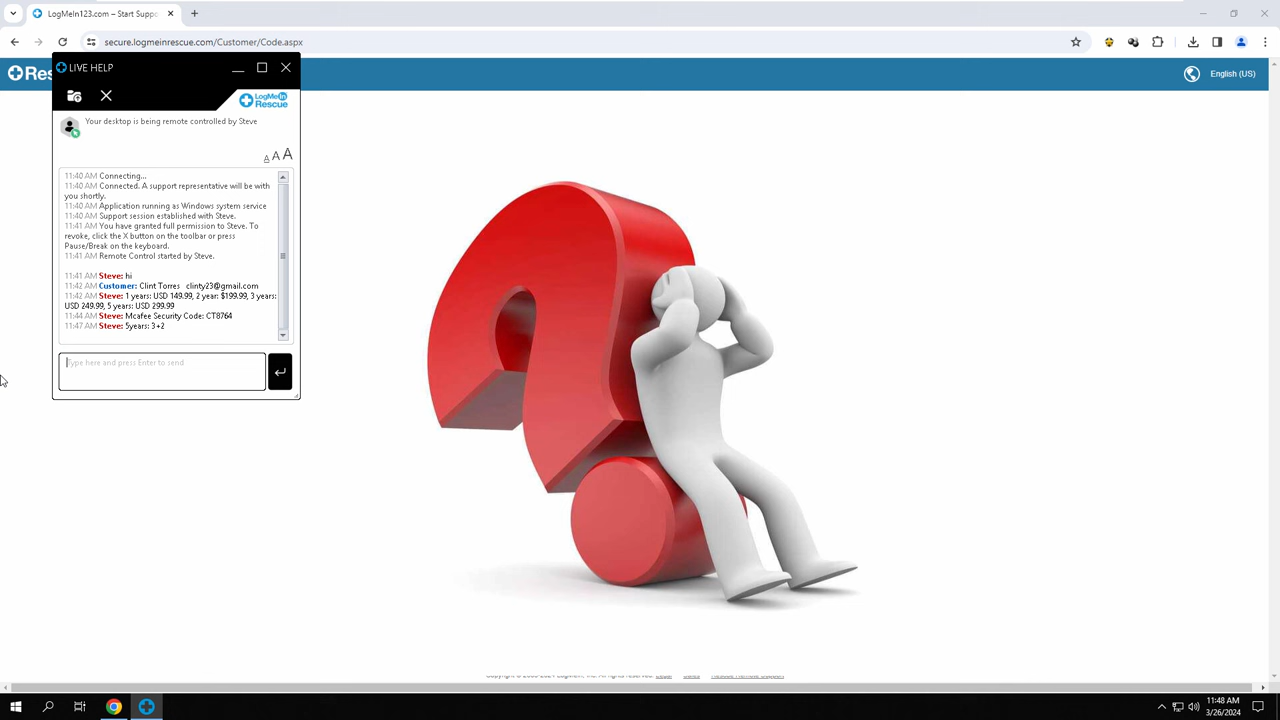 LogMeIn123.com – Start Suppo
secure.logmeinrescue.com/Customer/Code.aspx
Res
English (US)
LIVE HELP
LogMeIn
Rescue
Your desktop is being remote controlled by Steve
A A A
11:40 AM Connecting...
11:40 AM Connected. A support representative will be with
you shortly.
11:40 AM Application running as Windows system service
11:40 AM Support session established with Steve.
11:41 AM You have granted full permission to Steve. To
revoke, click the X button on the toolbar or press
Pause/Break on the keyboard.
11:41 AM Remote Control started by Steve.
11:41 AM Steve: hi
11:42 AM Customer: Clint Torres clinty23@gmail.com
11:42 AM Steve: 1 years: USD 149.99, 2 year: $199.99, 3 years:
USD 249.99, 5 years: USD 299.99
11:44 AM Steve: Mcafee Security Code: CT8764
11:47 AM Steve: 5years: 3+2
Type here and press Enter to send
11:48 AM
3/26/2024